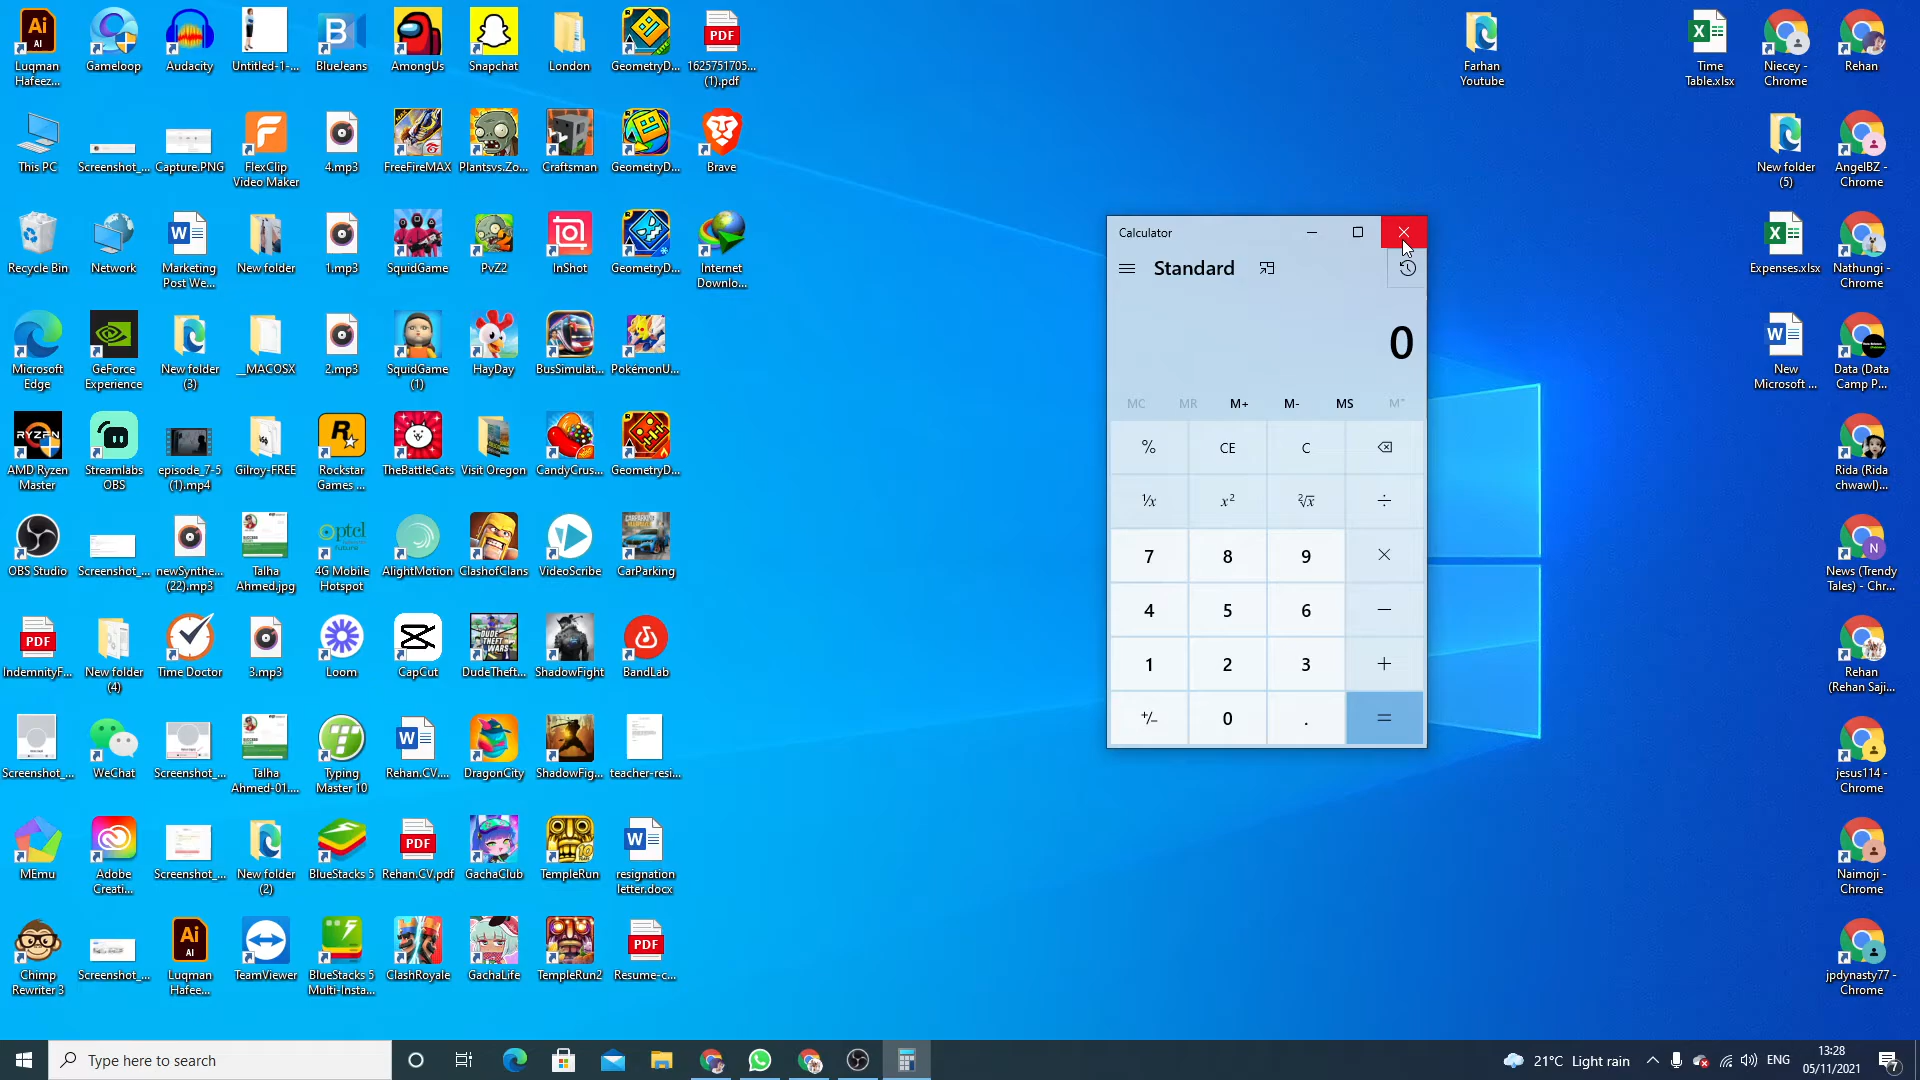 Luqman
Hafeez...
Gameloop
Audacity
Untitled-1-...
BlueJeans
AmongUs
Snapchat
London
GeometryD...
1625751705...
(1).pdf
Farhan
Youtube
Time
Table.xlsx
Niecey -
Chrome
Rehan
This PC
Screenshot_...
Capture.PNG
FlexClip
Video Maker
4.mp3
FreeFireMAX
Plantsvs.Zo...
Craftsman
GeometryD...
Brave
New folder
(5)
AngelBZ -
Chrome
Recycle Bin
Network
Marketing
Post We...
New folder
1.mp3
SquidGame
PvZ2
InShot
GeometryD...
Internet
Downlo...
Expenses.xlsx
Nathungi -
Chrome
Microsoft
Edge
GeForce
Experience
New folder
(3)
__MACOSX
2.mp3
SquidGame
(1)
HayDay
BusSimulat...
PokémonU...
New
Microsoft ...
Data (Data
Camp P...
AMD Ryzen
Master
Streamlabs
OBS
episode_7-5
(1).mp4
Gilroy-FREE
Rockstar
Games ...
TheBattleCats
Visit Oregon
CandyCrus...
GeometryD...
Rida (Rida
chwawl)...
OBS Studio
Screenshot_...
newSynthe...
(22).mp3
Talha
Ahmed.jpg
4G Mobile
Hotspot
AlightMotion
ClashofClans
VideoScribe
CarParking
News (Trendy
Tales) - Chr...
IndemnityF...
New folder
(4)
Time Doctor
3.mp3
Loom
CapCut
DudeTheft...
ShadowFight
BandLab
Rehan
(Rehan Saji...
Screenshot_...
WeChat
Screenshot_...
Talha
Ahmed-01....
Typing
Master 10
Rehan.CV....
DragonCity
ShadowFig...
teacher-resi...
jesus114 -
Chrome
MEmu
Adobe
Creati...
Screenshot_...
New folder
(2)
BlueStacks 5
Rehan.CV.pdf
GachaClub
TempleRun
resignation
letter.docx
Naimoji -
Chrome
Chimp
Rewriter 3
Screenshot_...
Luqman
Hafee...
TeamViewer
BlueStacks 5
Multi-Insta...
ClashRoyale
GachaLife
TempleRun2
Resume-c...
jpdynasty77 -
Chrome
Calculator
Standard
0
MC MR M+ M- MS M˅
% CE C
¹/x x² ²√x ÷
7 8 9 ×
4 5 6 −
1 2 3 +
+/− 0 . =
Type here to search
21°C Light rain
ENG
13:28
05/11/2021
7